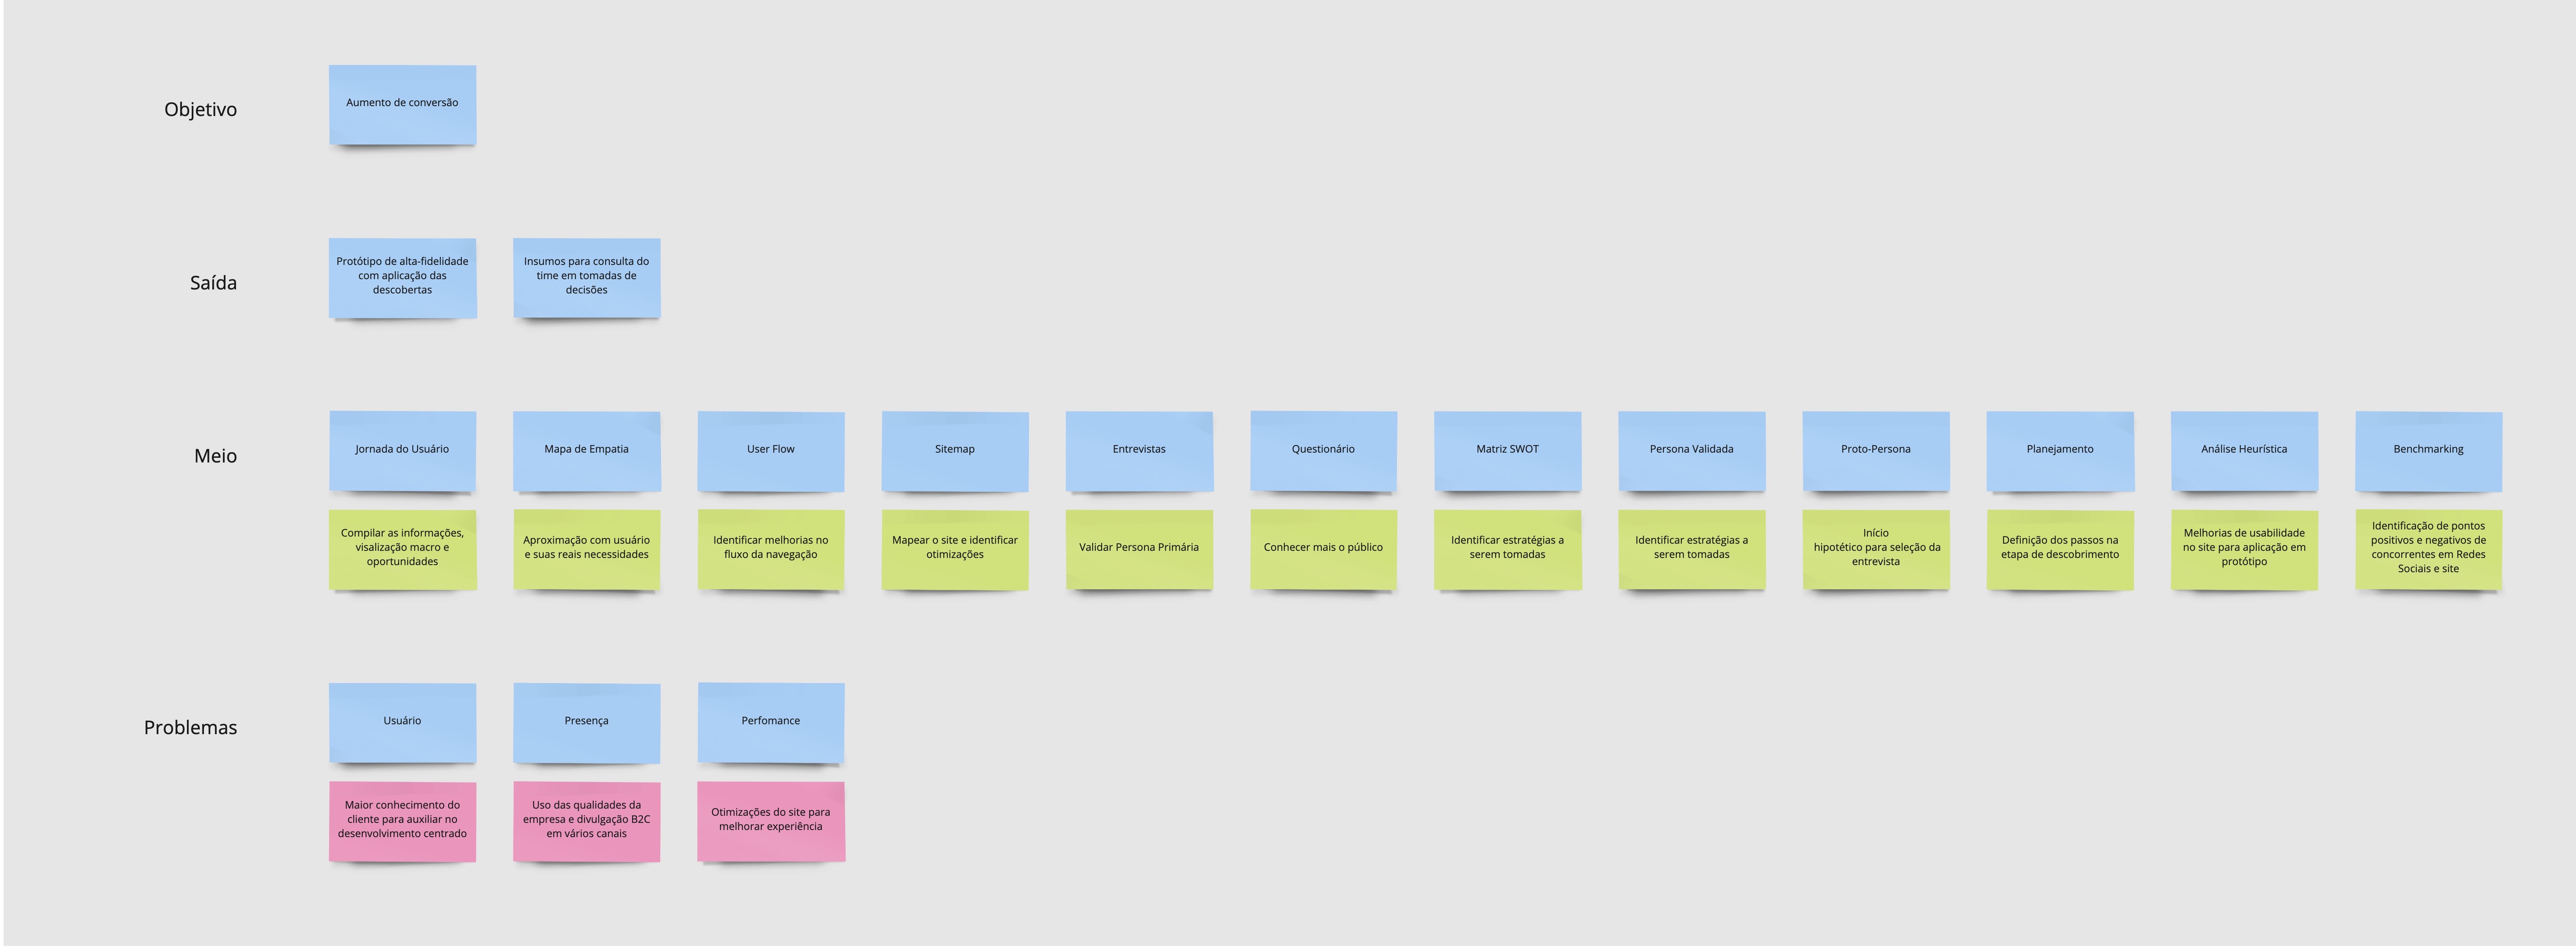 Objetivo
Aumento de conversão
Saída
Protótipo de alta-fidelidade
com aplicação das
descobertas
Insumos para consulta do
time em tomadas de
decisões
Meio
Jornada do Usuário
Mapa de Empatia
User Flow
Sitemap
Entrevistas
Questionário
Matriz SWOT
Persona Validada
Proto-Persona
Planejamento
Análise Heurística
Benchmarking
Compilar as informações,
visalização macro e
oportunidades
Aproximação com usuário
e suas reais necessidades
Identificar melhorias no
fluxo da navegação
Mapear o site e identificar
otimizações
Validar Persona Primária
Conhecer mais o público
Identificar estratégias a
serem tomadas
Identificar estratégias a
serem tomadas
Início
hipotético para seleção da
entrevista
Definição dos passos na
etapa de descobrimento
Melhorias de usabilidade
no site para aplicação em
protótipo
Identificação de pontos
positivos e negativos de
concorrentes em Redes
Sociais e site
Problemas
Usuário
Presença
Perfomance
Maior conhecimento do
cliente para auxiliar no
desenvolvimento centrado
Uso das qualidades da
empresa e divulgação B2C
em vários canais
Otimizações do site para
melhorar experiência